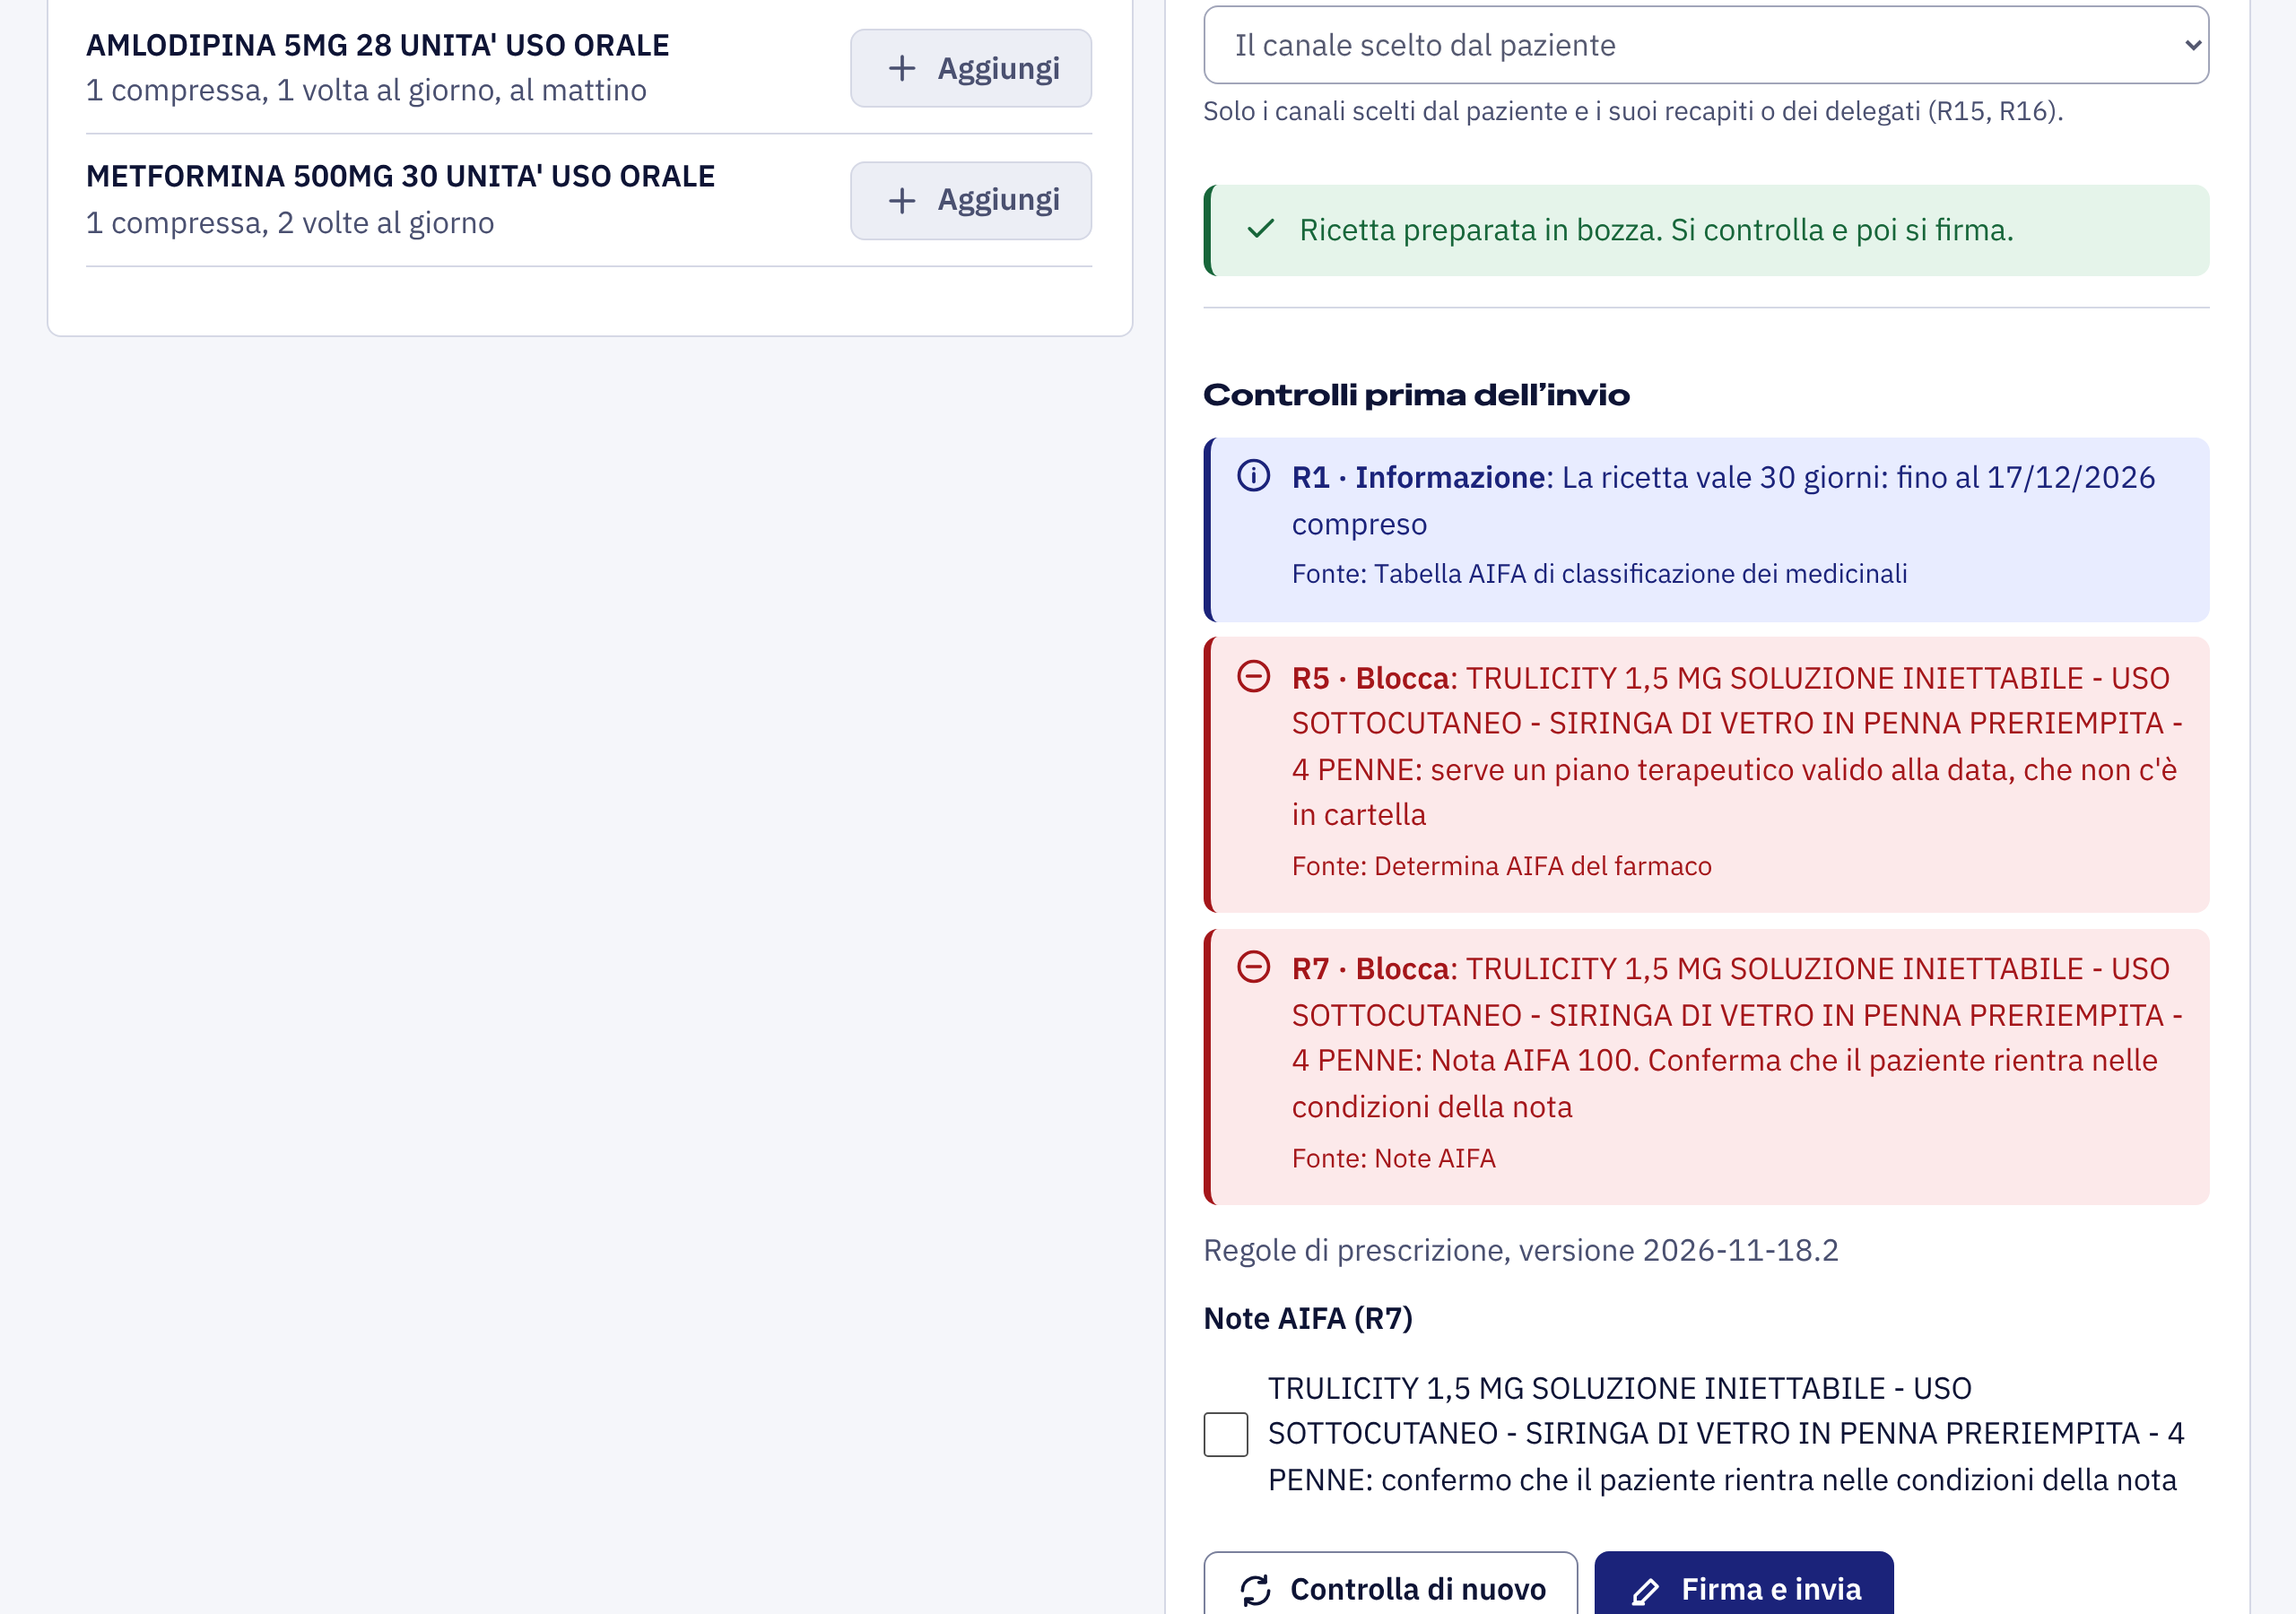 AMLODIPINA 5MG 28 UNITA' USO ORALE
1 compressa, 1 volta al giorno, al mattino
Aggiungi
METFORMINA 500MG 30 UNITA' USO ORALE
1 compressa, 2 volte al giorno
Aggiungi
Il canale scelto dal paziente
Solo i canali scelti dal paziente e i suoi recapiti o dei delegati (R15, R16).
Ricetta preparata in bozza. Si controlla e poi si firma.
Controlli prima dell’invio
R1 · Informazione: La ricetta vale 30 giorni: fino al 17/12/2026
compreso
Fonte: Tabella AIFA di classificazione dei medicinali
R5 · Blocca: TRULICITY 1,5 MG SOLUZIONE INIETTABILE - USO
SOTTOCUTANEO - SIRINGA DI VETRO IN PENNA PRERIEMPITA -
4 PENNE: serve un piano terapeutico valido alla data, che non c'è
in cartella
Fonte: Determina AIFA del farmaco
R7 · Blocca: TRULICITY 1,5 MG SOLUZIONE INIETTABILE - USO
SOTTOCUTANEO - SIRINGA DI VETRO IN PENNA PRERIEMPITA -
4 PENNE: Nota AIFA 100. Conferma che il paziente rientra nelle
condizioni della nota
Fonte: Note AIFA
Regole di prescrizione, versione 2026-11-18.2
Note AIFA (R7)
TRULICITY 1,5 MG SOLUZIONE INIETTABILE - USO
SOTTOCUTANEO - SIRINGA DI VETRO IN PENNA PRERIEMPITA - 4
PENNE: confermo che il paziente rientra nelle condizioni della nota
Controlla di nuovo
Firma e invia